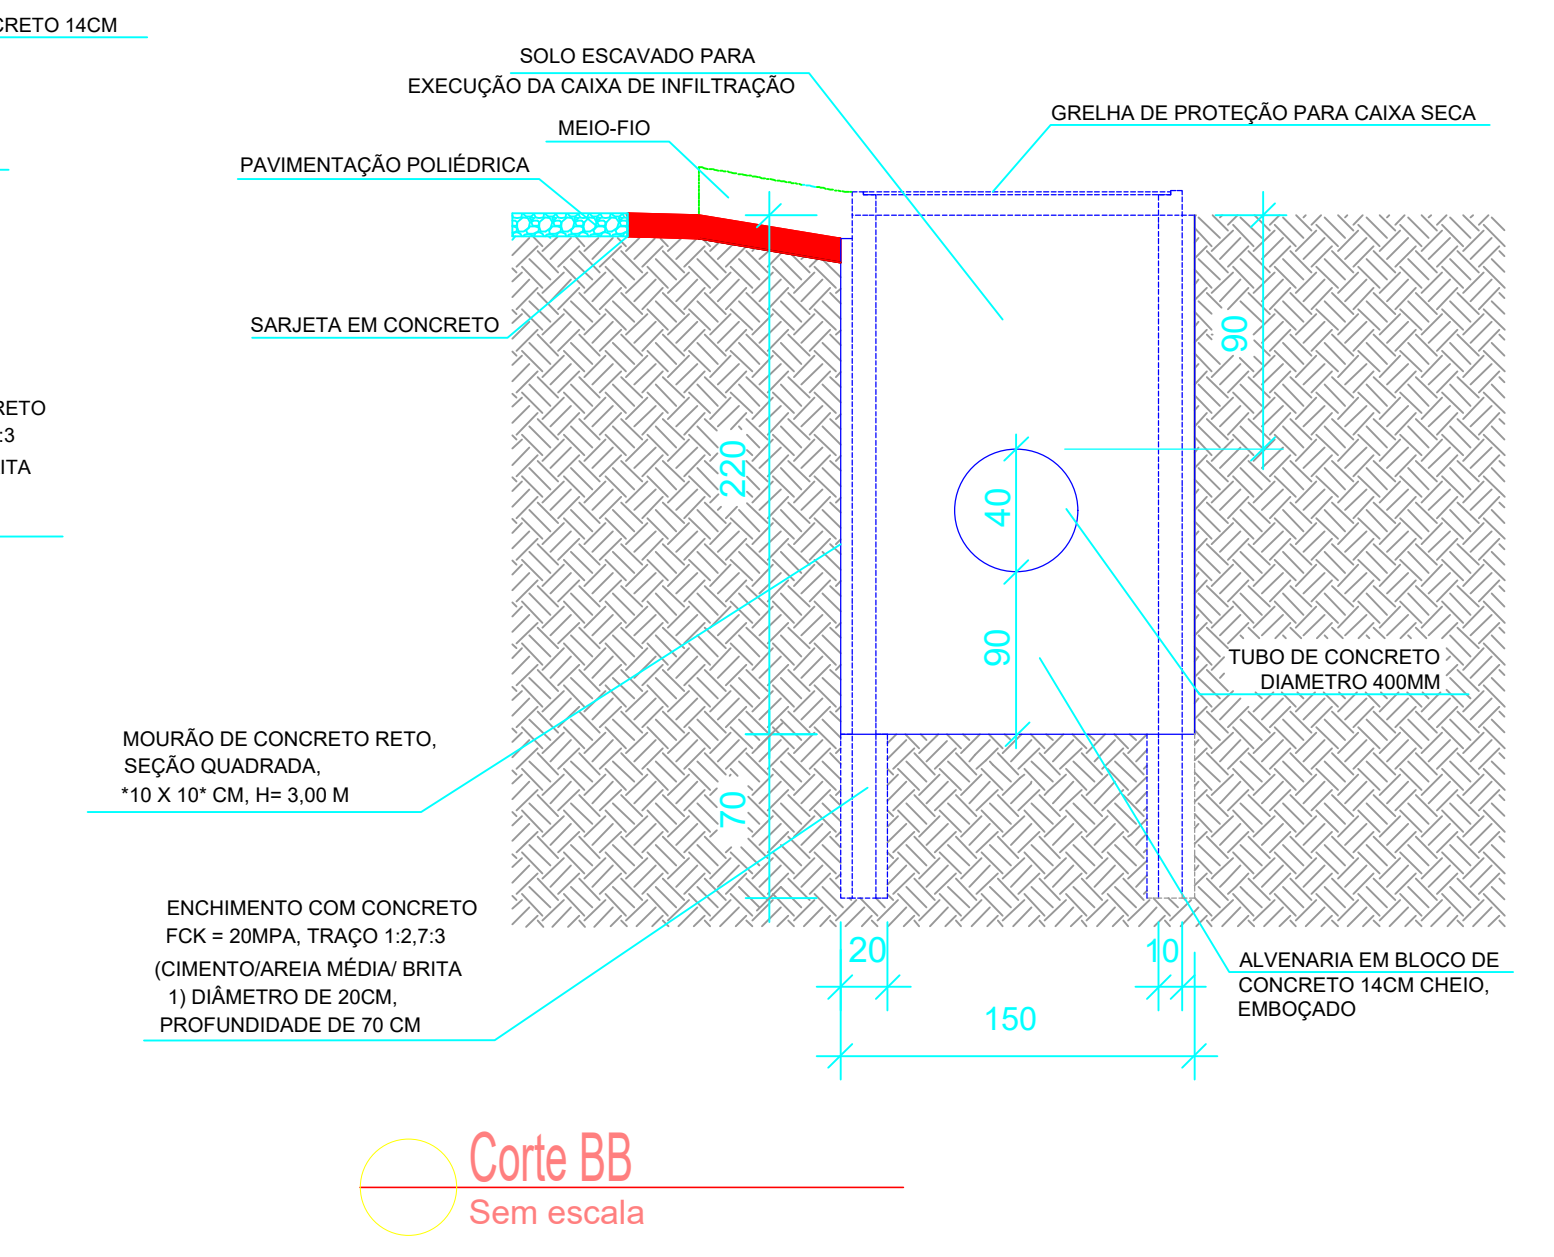 CRETO 14CM
SOLO ESCAVADO PARA
EXECUÇÃO DA CAIXA DE INFILTRAÇÃO
GRELHA DE PROTEÇÃO PARA CAIXA SECA
MEIO-FIO
PAVIMENTAÇÃO POLIÉDRICA
SARJETA EM CONCRETO
90
RETO
:3
ITA
220
40
90
TUBO DE CONCRETO
DIAMETRO 400MM
MOURÃO DE CONCRETO RETO,
SEÇÃO QUADRADA,
*10 X 10* CM, H= 3,00 M
70
ENCHIMENTO COM CONCRETO
FCK = 20MPA, TRAÇO 1:2,7:3
(CIMENTO/AREIA MÉDIA/ BRITA
1) DIÂMETRO DE 20CM,
PROFUNDIDADE DE 70 CM
20
10
150
ALVENARIA EM BLOCO DE
CONCRETO 14CM CHEIO,
EMBOÇADO
Corte BB
Sem escala